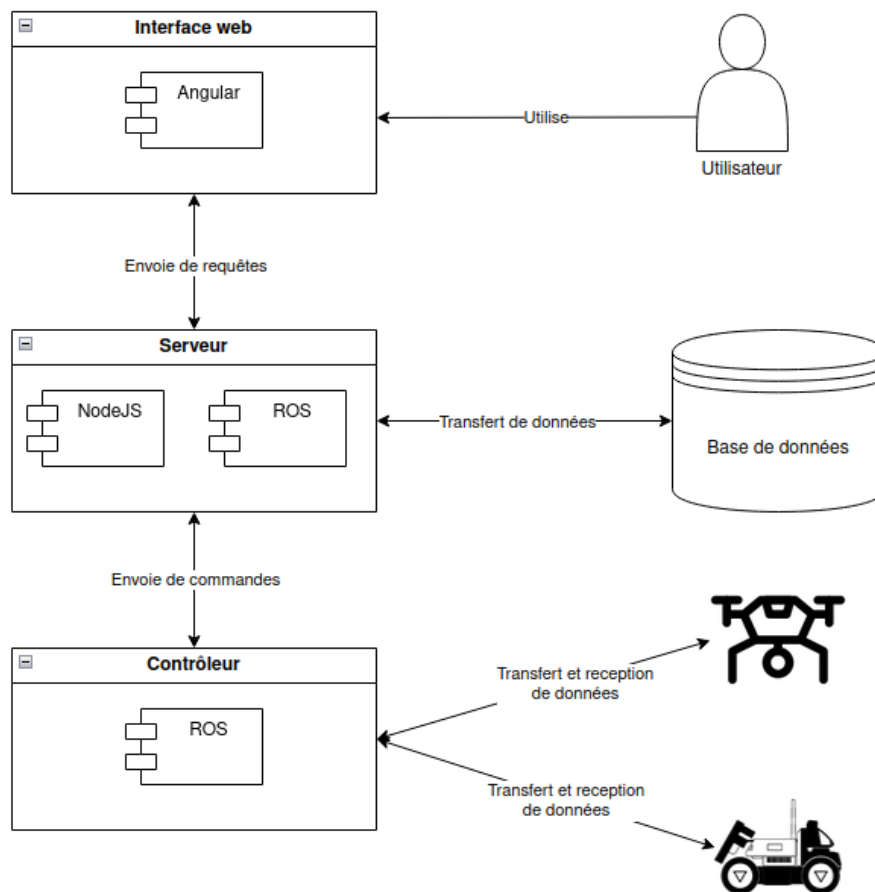 Interface web
Angular
Utilise
Utilisateur
Envoie de requêtes
Serveur
NodeJS
ROS
Transfert de données
Base de données
Envoie de commandes
Contrôleur
ROS
Transfert et reception
de données
Transfert et reception
de données